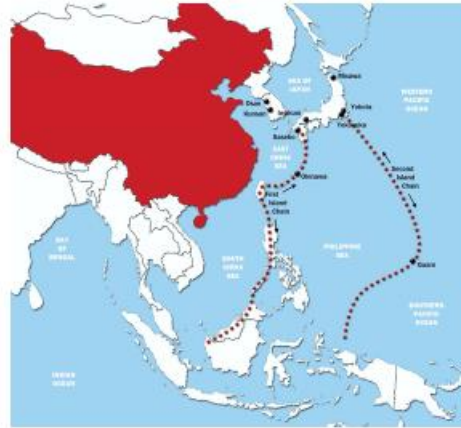 SEA OF
JAPAN
Misawa
WESTERN
PACIFIC
OCEAN
Osan
Kunsan
Yokota
Yokosuka
Sasebo
EAST
CHINA
SEA
Okinawa
Second
Island
Chain
First
Island
Chain
BAY
OF
BENGAL
PHILIPPINE
SEA
SOUTH
CHINA
SEA
Guam
SOUTHERN
PACIFIC
OCEAN
INDIAN
OCEAN